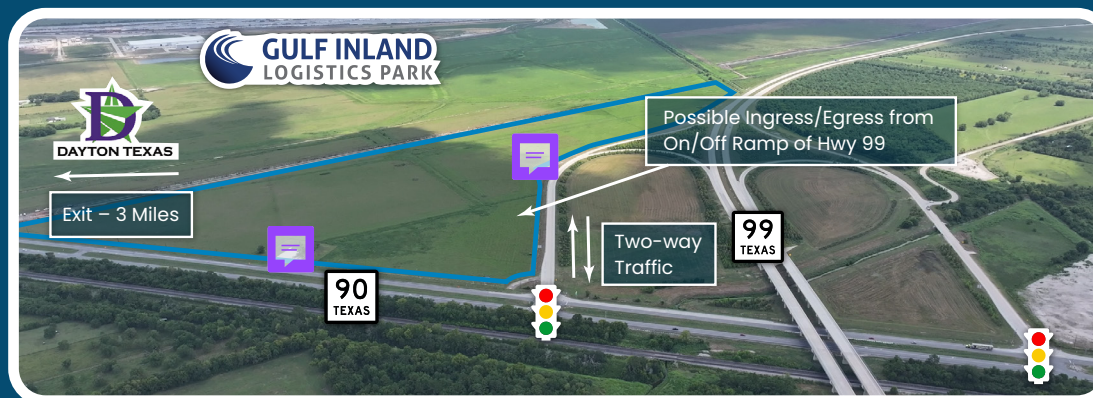 GULF INLAND
LOGISTICS PARK
D
DAYTON TEXAS
Exit – 3 Miles
Possible Ingress/Egress from
On/Off Ramp of Hwy 99
Two-way
Traffic
99
TEXAS
90
TEXAS